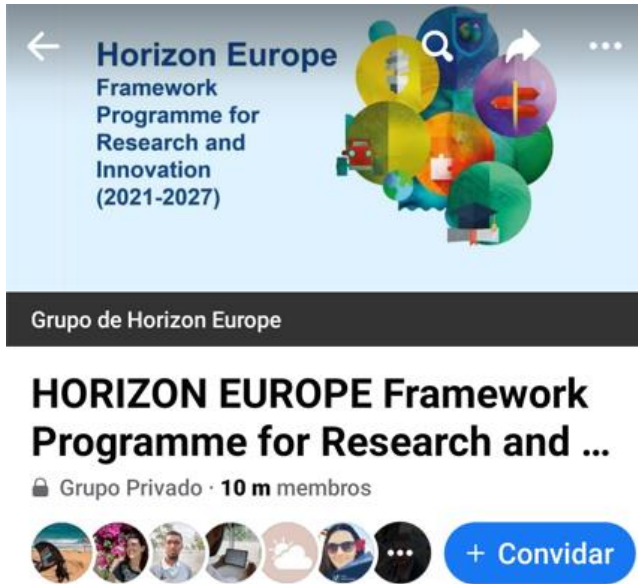 Horizon Europe
Framework
Programme for
Research and
Innovation
(2021-2027)
Grupo de Horizon Europe
HORIZON EUROPE Framework
Programme for Research and ...
Grupo Privado · 10 m membros
+ Convidar